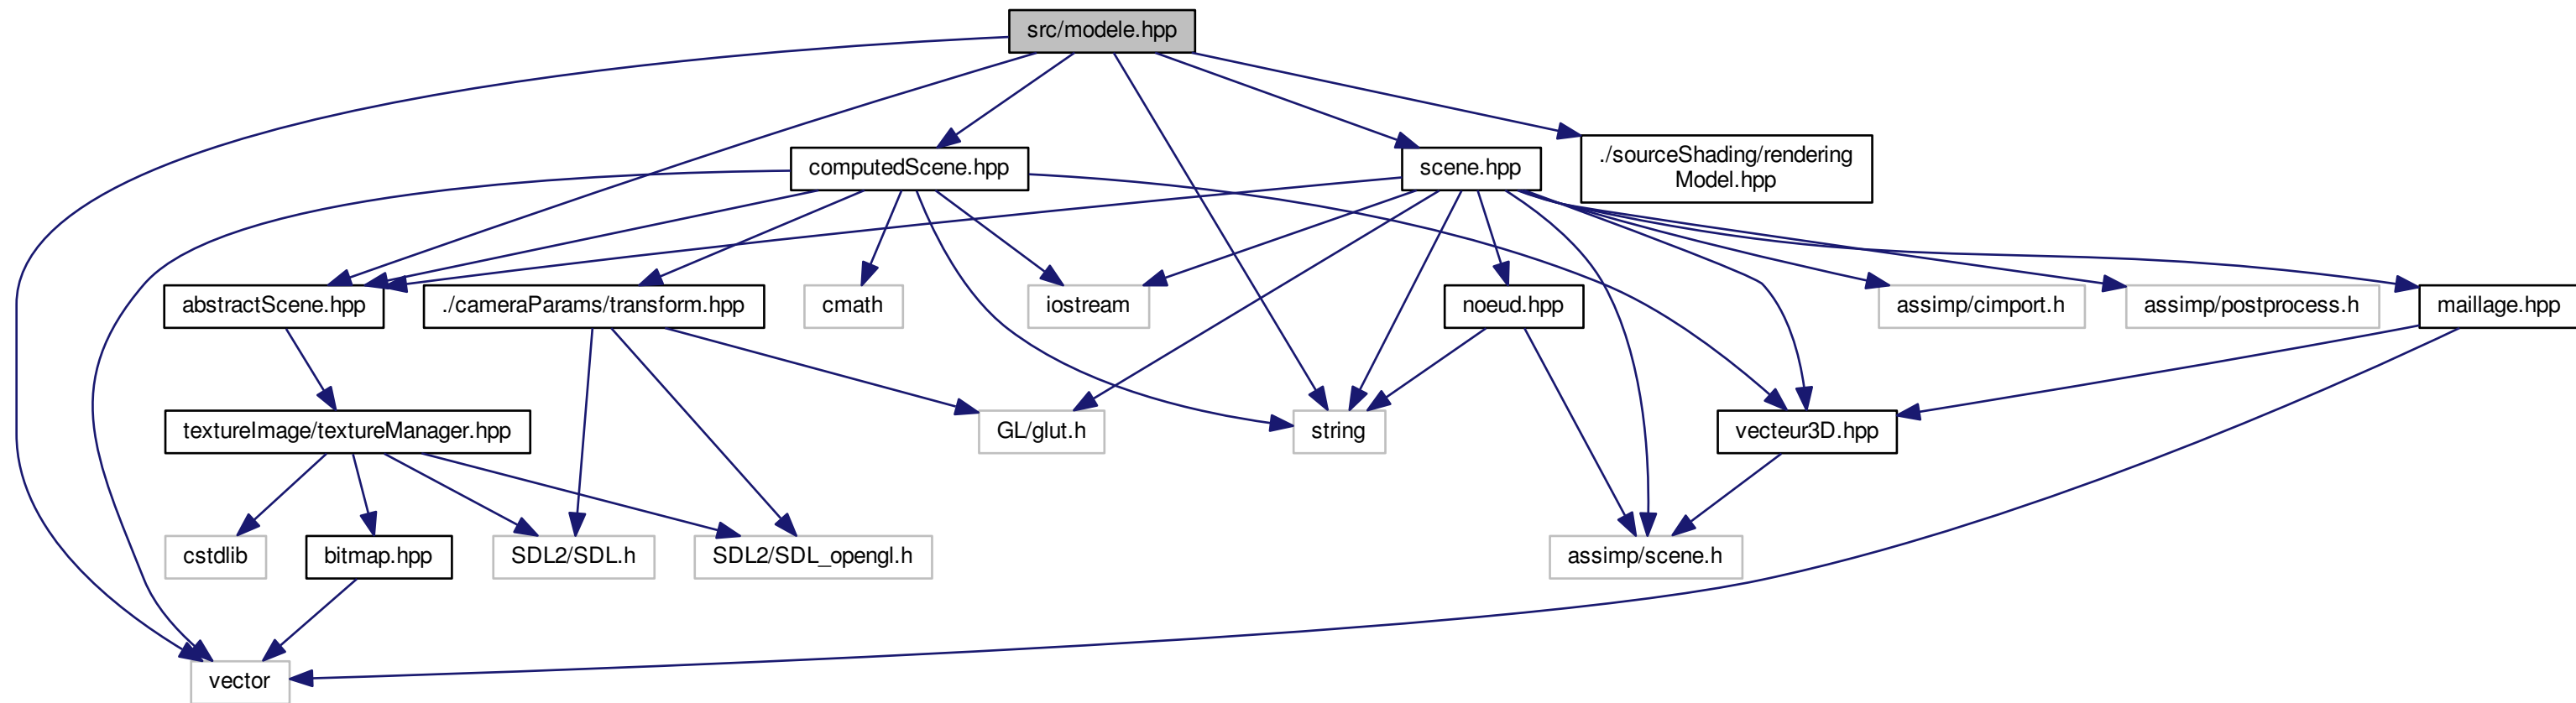 src/modele.hpp
computedScene.hpp
scene.hpp
./sourceShading/rendering
Model.hpp
abstractScene.hpp
./cameraParams/transform.hpp
cmath
iostream
noeud.hpp
assimp/cimport.h
assimp/postprocess.h
maillage.hpp
textureImage/textureManager.hpp
GL/glut.h
string
vecteur3D.hpp
cstdlib
bitmap.hpp
SDL2/SDL.h
SDL2/SDL_opengl.h
assimp/scene.h
vector